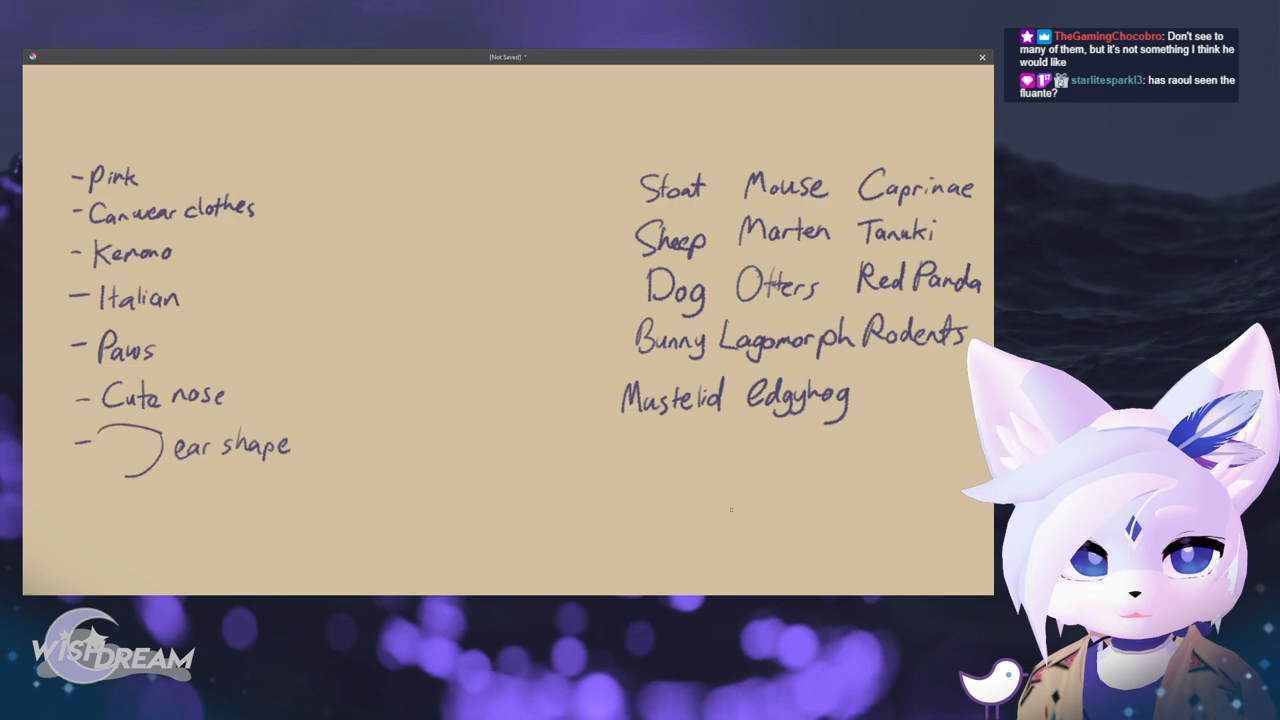 [Not Saved] *
TheGamingChocobro: Don't see to
many of them, but it's not something I think he
would like
starlitesparkl3: has raoul seen the
fluante?
- Pink
- Can wear clothes
- Kemono
- Italian
- Paws
- Cute nose
- ear shape
Stoat Mouse Caprinae
Sheep Marten Tanuki
Dog Otters Red Panda
Bunny Lagomorph Rodents
Mustelid edgyhog
WISHDREAM